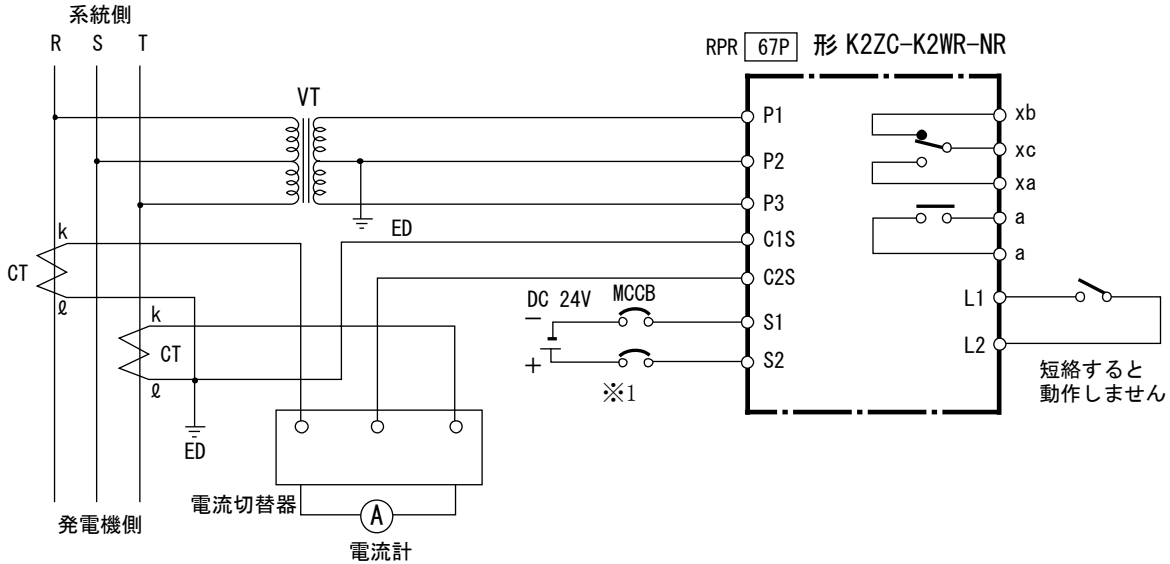 系統側
R S T
RPR 67P 形 K2ZC-K2WR-NR
VT
P1
P2
P3
ED
C1S
C2S
DC 24V MCCB
−
+
S1
S2
※1
xb
xc
xa
a
a
L1
L2
短絡すると
動作しません
k
CT
ℓ
k
CT
ℓ
ED
電流切替器
A
電流計
発電機側